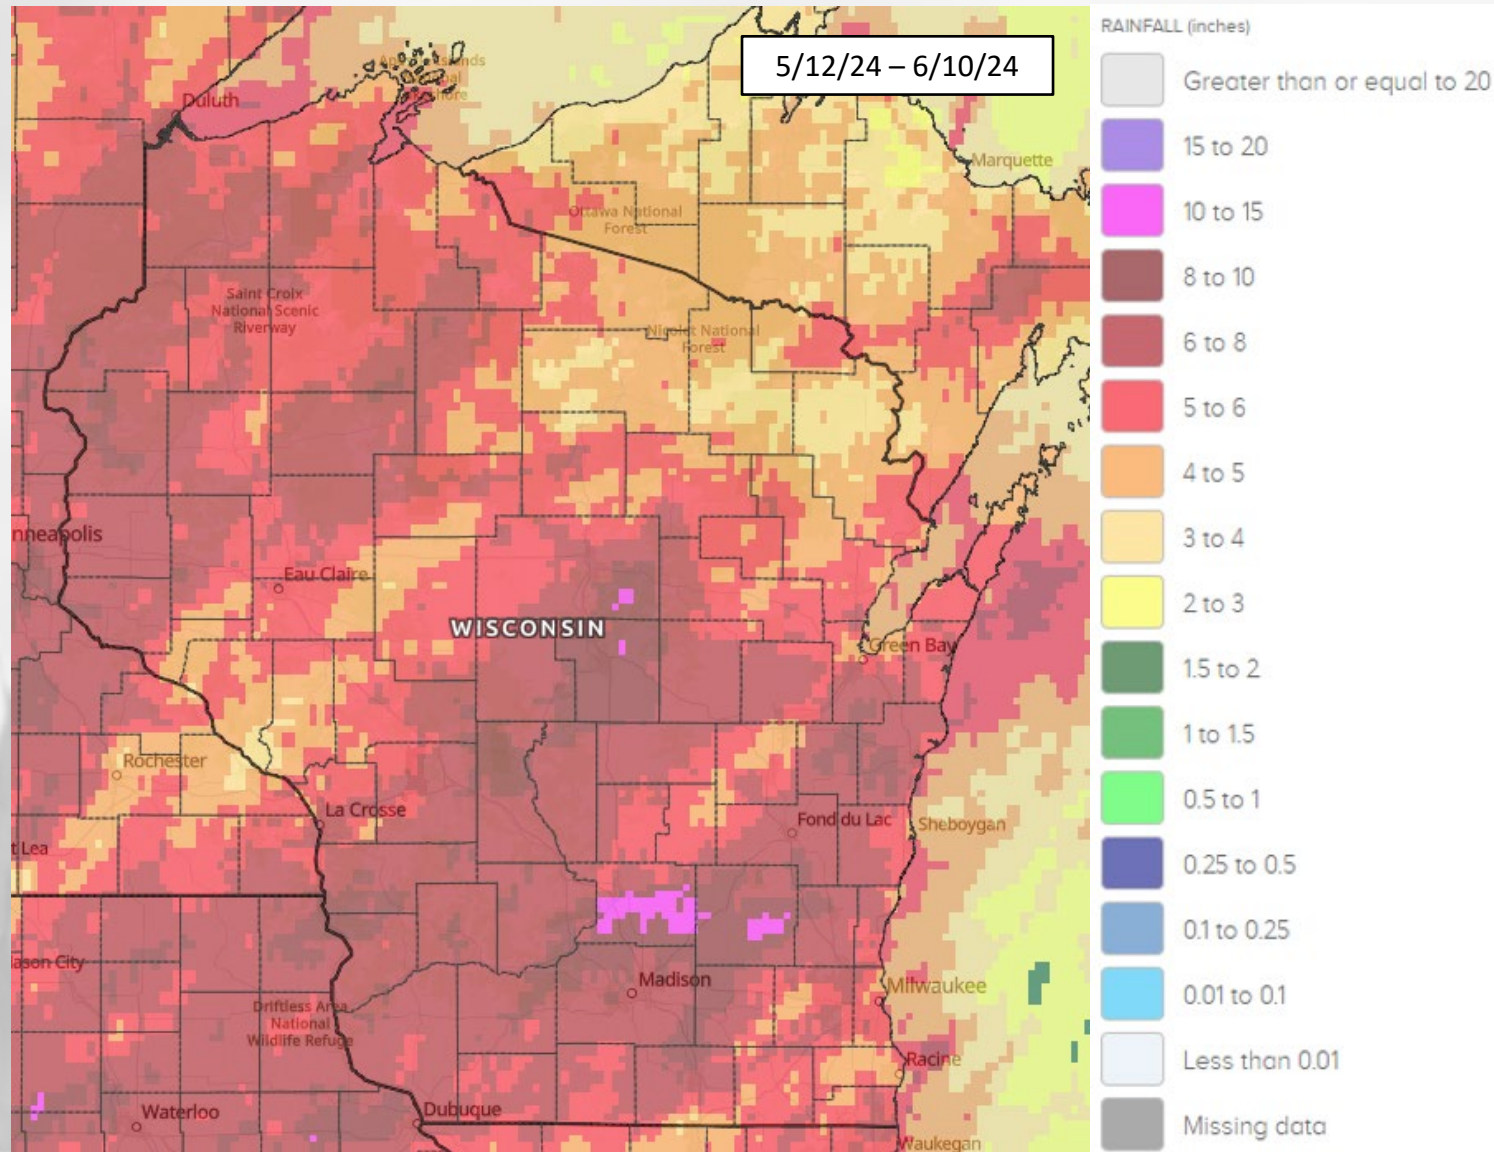 5/12/24 – 6/10/24
Duluth
Marquette
Ottawa National
Forest
Saint Croix
National Scenic
Riverway
Nicolet National
Forest
nneapolis
Eau Claire
WISCONSIN
Green Bay
Rochester
La Crosse
Fond du Lac
Sheboygan
t Lea
ason City
Madison
Milwaukee
Driftless Area
National
Wildlife Refuge
Racine
Waterloo
Dubuque
Waukegan
RAINFALL (inches)
Greater than or equal to 20
15 to 20
10 to 15
8 to 10
6 to 8
5 to 6
4 to 5
3 to 4
2 to 3
1.5 to 2
1 to 1.5
0.5 to 1
0.25 to 0.5
0.1 to 0.25
0.01 to 0.1
Less than 0.01
Missing data